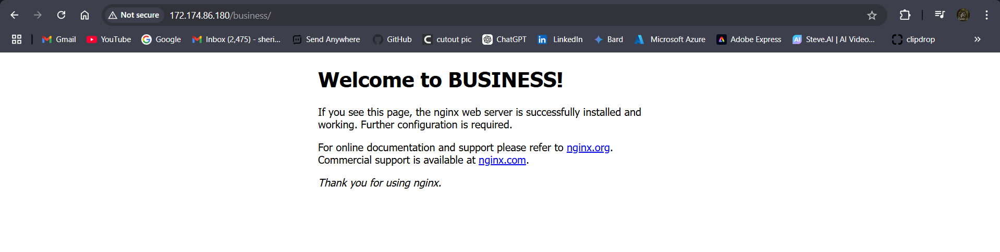 Not secure
172.174.86.180/business/
Gmail
YouTube
Google
Inbox (2,475) - sheri...
Send Anywhere
GitHub
cutout pic
ChatGPT
LinkedIn
Bard
Microsoft Azure
Adobe Express
Steve.AI | AI Video...
clipdrop
Welcome to BUSINESS!
If you see this page, the nginx web server is successfully installed and
working. Further configuration is required.
For online documentation and support please refer to nginx.org.
Commercial support is available at nginx.com.
Thank you for using nginx.